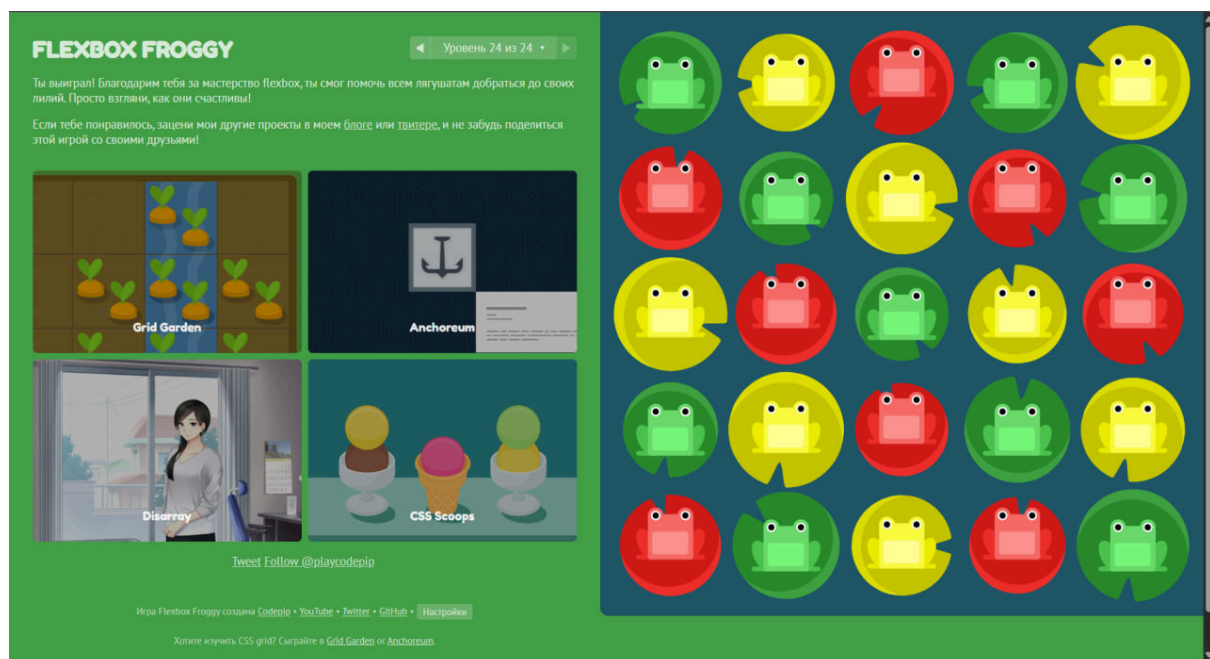 FLEXBOX FROGGY
Уровень 24 из 24
Ты выиграл! Благодарим тебя за мастерство flexbox, ты смог помочь всем лягушатам добраться до своих
лилий. Просто взгляни, как они счастливы!
Если тебе понравилось, зацени мои другие проекты в моем блоге или твитере, и не забудь поделиться
этой игрой со своими друзьями!
Grid Garden
Anchoreum
Disarray
CSS Scoops
Tweet Follow @playcodepip
Игра Flexbox Froggy создана Codepip • YouTube • Twitter • GitHub • Настройки
Хотите изучить CSS grid? Сыграйте в Grid Garden or Anchoreum.